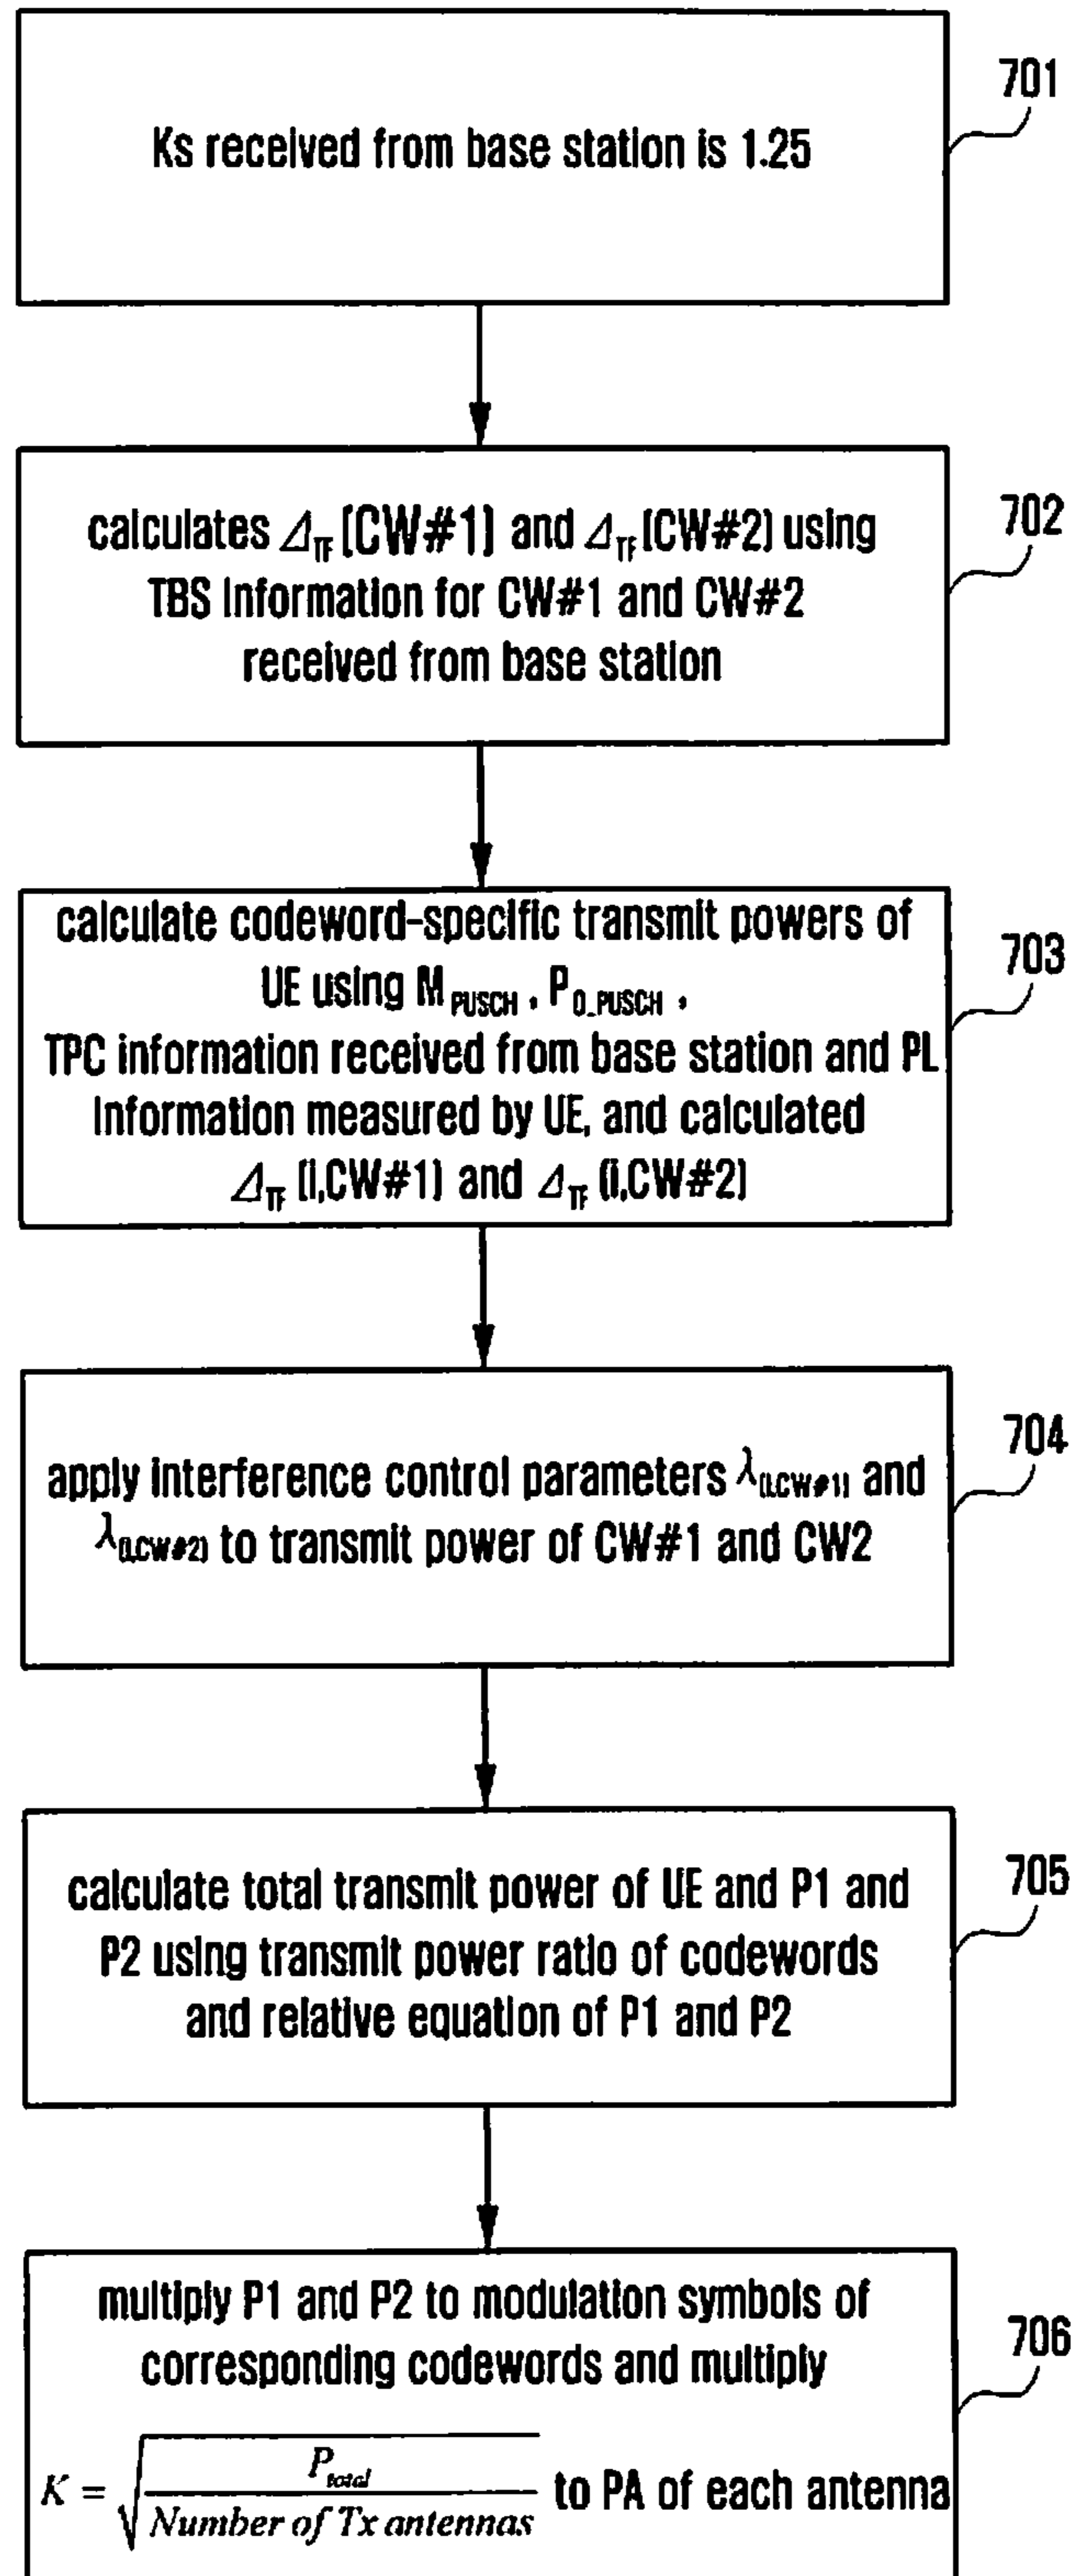 701
Ks received from base station is 1.25
702
calculates Δ_TF [CW#1] and Δ_TF [CW#2] using
TBS Information for CW#1 and CW#2
received from base station
703
calculate codeword-specific transmit powers of
UE using M_PUSCH , P_O_PUSCH ,
TPC information received from base station and PL
Information measured by UE, and calculated
Δ_TF (i,CW#1) and Δ_TF (i,CW#2)
704
apply interference control parameters λ_(i,CW#1) and
λ_(i,CW#2) to transmit power of CW#1 and CW2
705
calculate total transmit power of UE and P1 and
P2 using transmit power ratio of codewords
and relative equation of P1 and P2
706
multiply P1 and P2 to modulation symbols of
corresponding codewords and multiply
K = √(P_total / Number of Tx antennas) to PA of each antenna